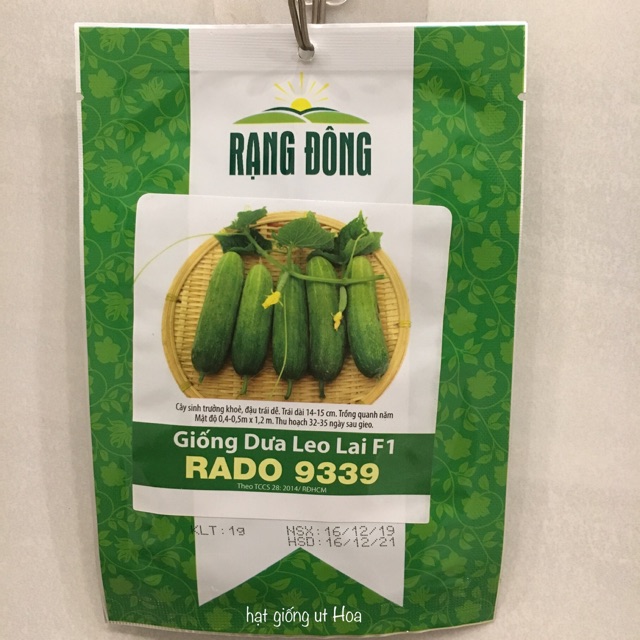 RẠNG ĐÔNG
Cây sinh trưởng khoẻ, đậu trái dễ. Trái dài 14-15 cm. Trồng quanh năm
Mật độ 0,4-0,5m x 1,2 m. Thu hoạch 32-35 ngày sau gieo.
Giống Dưa Leo Lai F1
RADO 9339
Theo TCCS 28: 2014/ RĐHCM
KLT: 1g NSX: 16/12/19
HSD: 16/12/21
hạt giống út Hoa